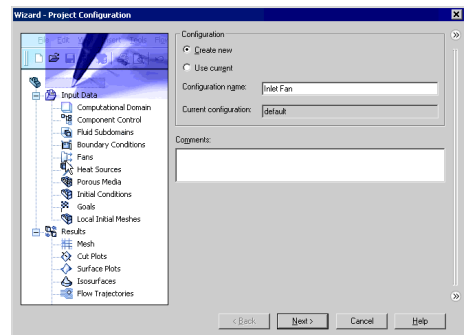 Wizard - Project Configuration
File Edit
Input Data
Computational Domain
Component Control
Fluid Subdomains
Boundary Conditions
Fans
Heat Sources
Porous Media
Initial Conditions
Goals
Local Initial Meshes
Results
Mesh
Cut Plots
Surface Plots
Isosurfaces
Flow Trajectories
Configuration
Create new
Use current
Configuration name: Inlet Fan
Current configuration: default
Comments:
< Back Next > Cancel Help